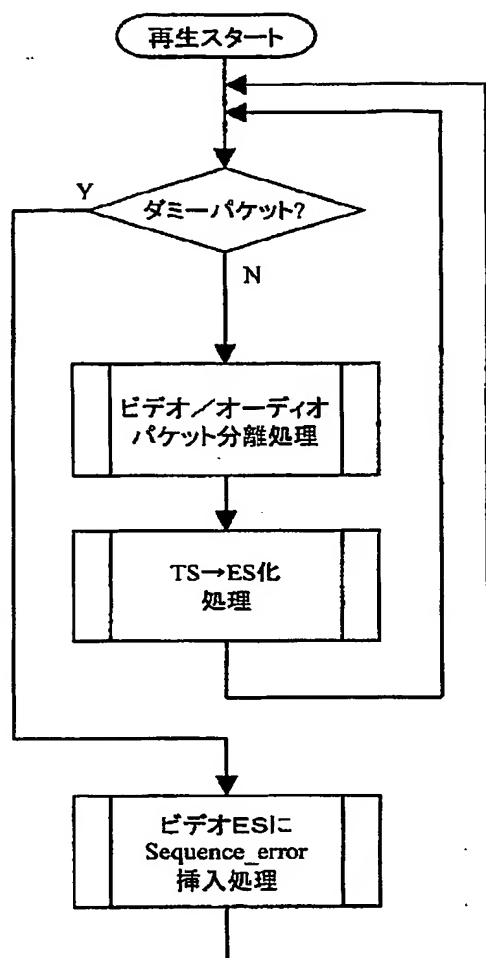 再生スタート
ダミーパケット?
Y
N
ビデオ／オーディオ
パケット分離処理
TS→ES化
処理
ビデオESに
Sequence_error
挿入処理